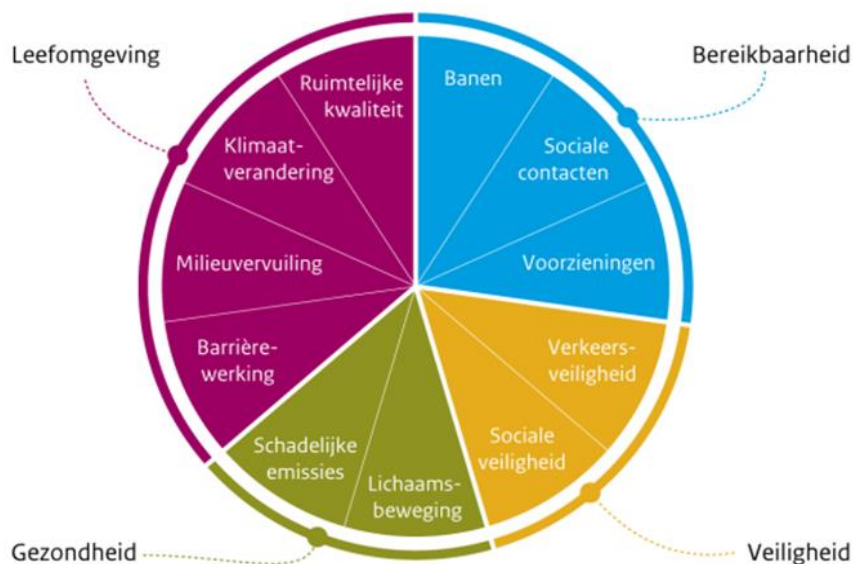 Leefomgeving
Bereikbaarheid
Ruimtelijke
kwaliteit
Banen
Klimaat-
verandering
Sociale
contacten
Milieuvervuiling
Voorzieningen
Barrière-
werking
Verkeers-
veiligheid
Schadelijke
emissies
Lichaams-
beweging
Sociale
veiligheid
Gezondheid
Veiligheid